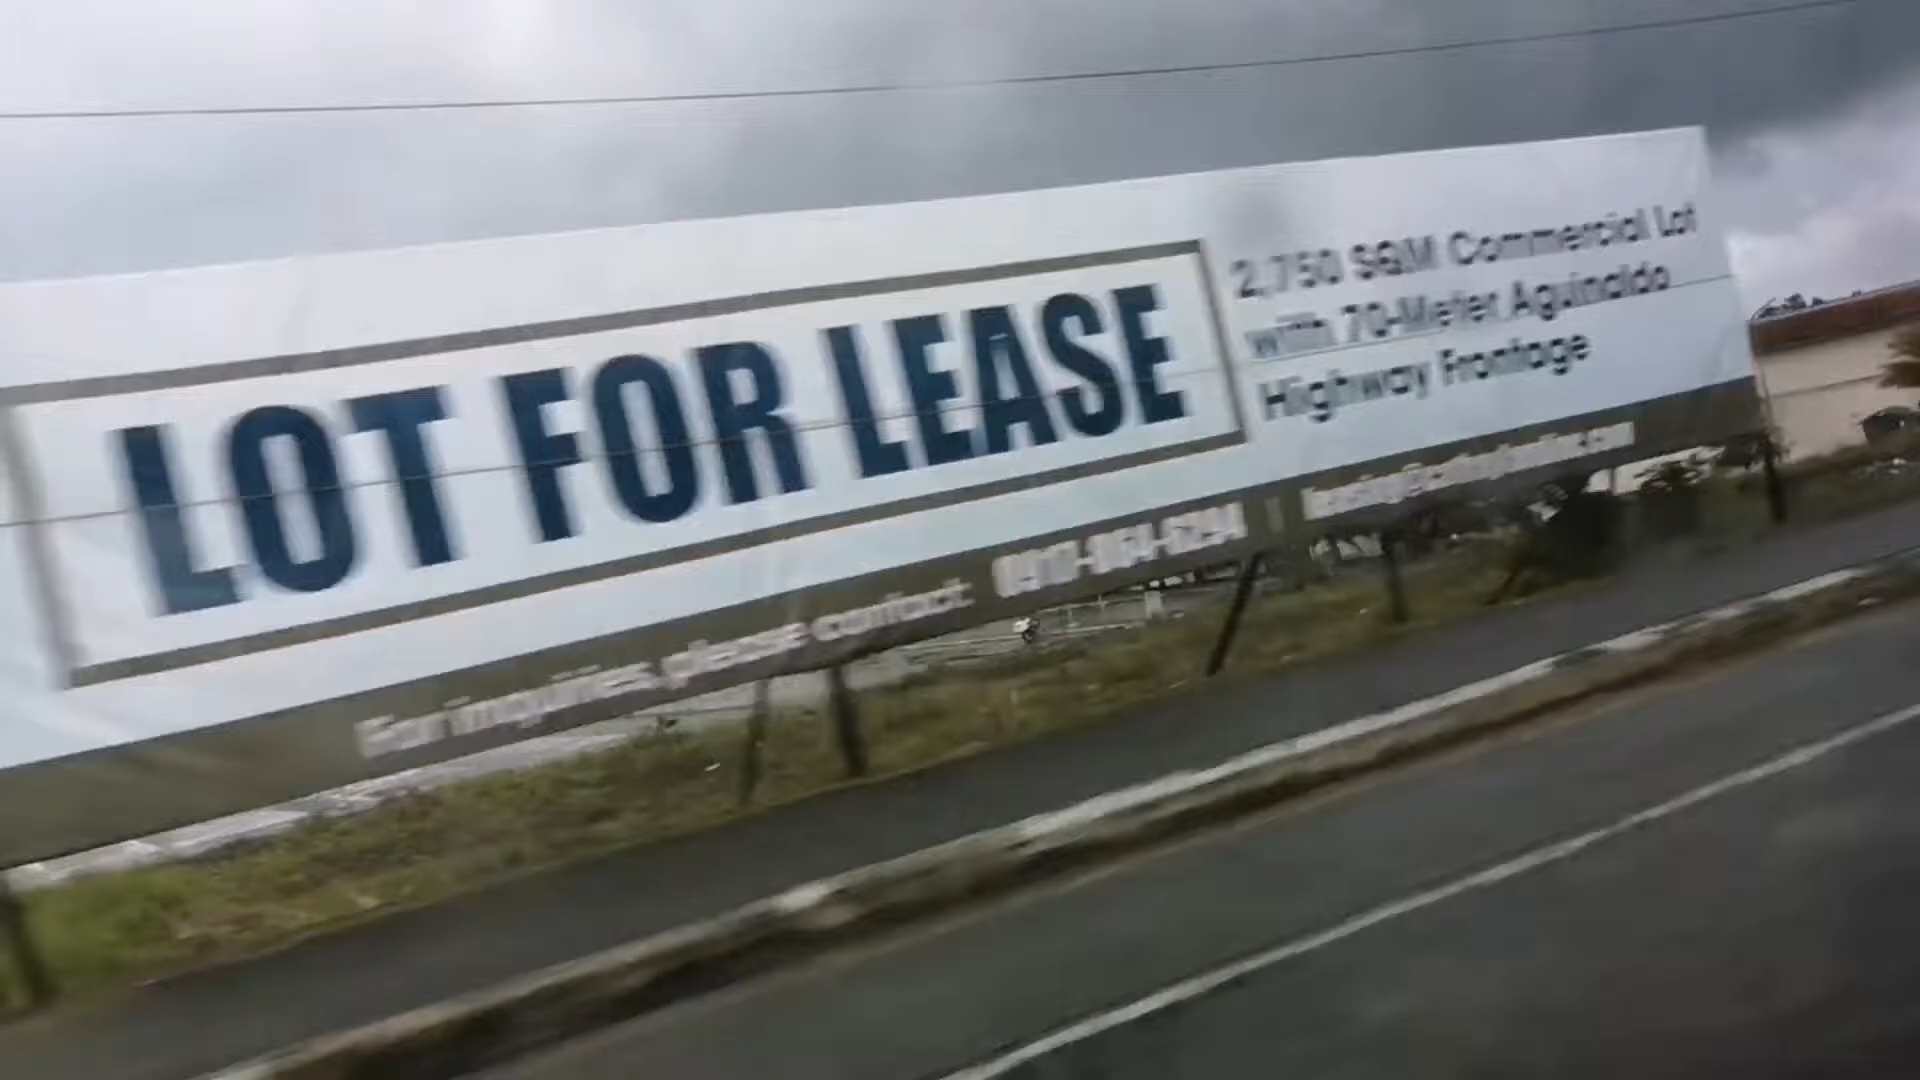 LOT FOR LEASE
2,750 SQM Commercial Lot
with 70-Meter Aguinaldo
Highway Frontage
For inquiries, please contact: